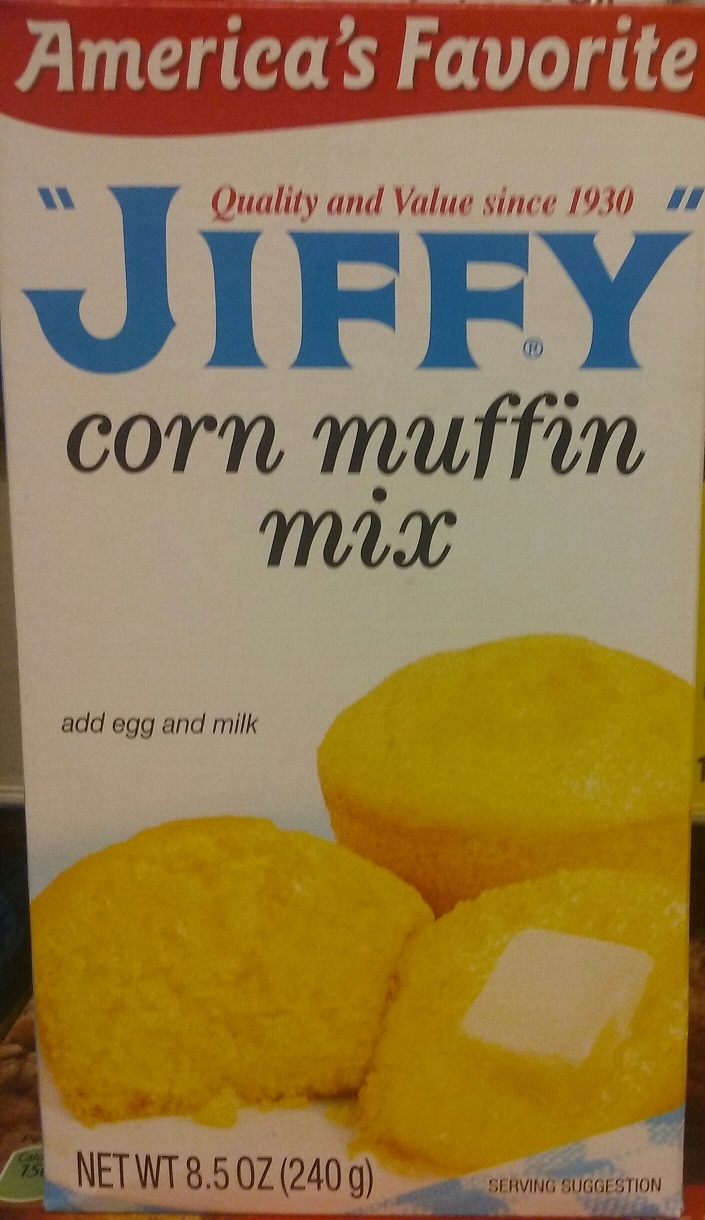 America's Favorite
Quality and Value since 1930
"JIFFY"®
corn muffin
mix
add egg and milk
NET WT 8.5 OZ (240 g)
SERVING SUGGESTION